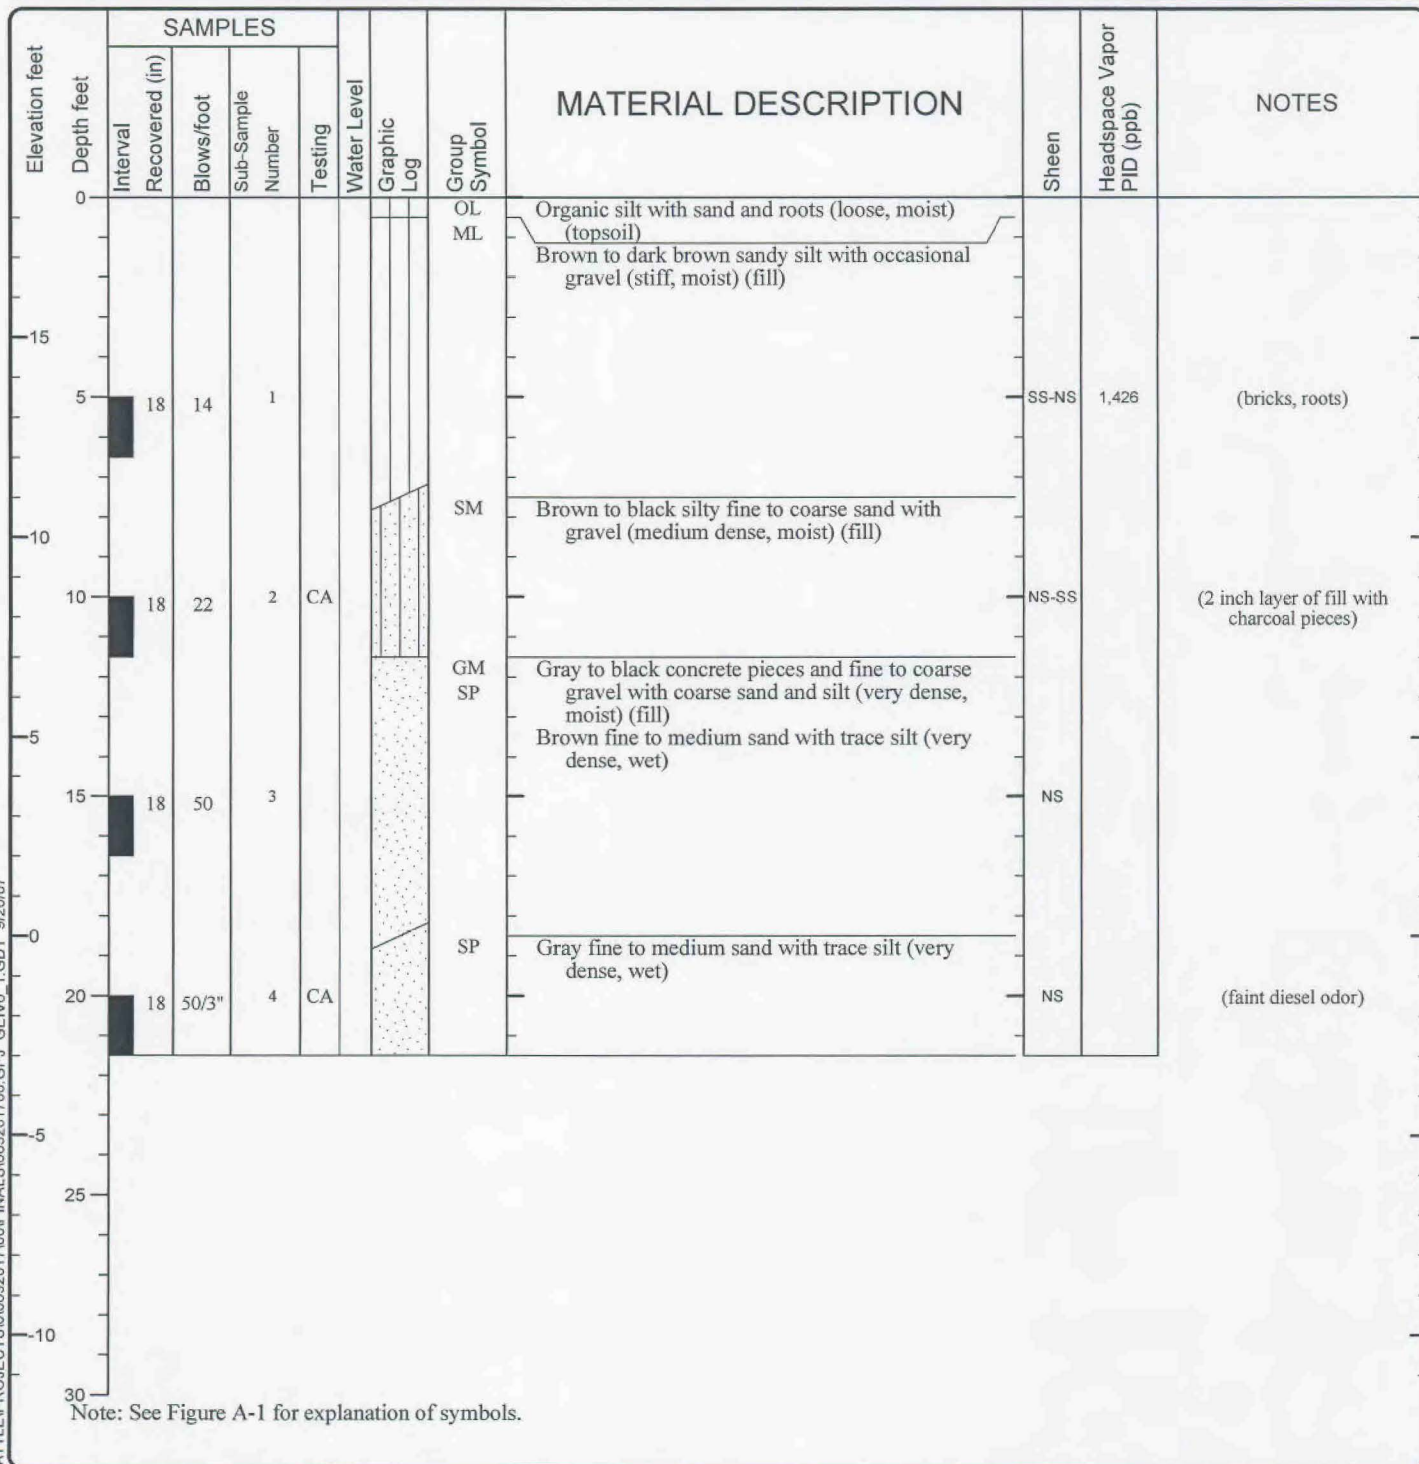 SAMPLES
Elevation feet
Depth feet
Interval
Recovered (in)
Blows/foot
Sub-Sample
Number
Testing
Water Level
Graphic
Log
Group
Symbol
MATERIAL DESCRIPTION
Sheen
Headspace Vapor
PID (ppb)
NOTES
0
OL
Organic silt with sand and roots (loose, moist)
(topsoil)
ML
Brown to dark brown sandy silt with occasional
gravel (stiff, moist) (fill)
15
5
18
14
1
SS-NS
1,426
(bricks, roots)
SM
Brown to black silty fine to coarse sand with
gravel (medium dense, moist) (fill)
10
10
18
22
2
CA
NS-SS
(2 inch layer of fill with
charcoal pieces)
GM
Gray to black concrete pieces and fine to coarse
gravel with coarse sand and silt (very dense,
moist) (fill)
SP
Brown fine to medium sand with trace silt (very
dense, wet)
5
15
18
50
3
NS
0
SP
Gray fine to medium sand with trace silt (very
dense, wet)
20
18
50/3"
4
CA
NS
(faint diesel odor)
-5
25
-10
30
Note: See Figure A-1 for explanation of symbols.